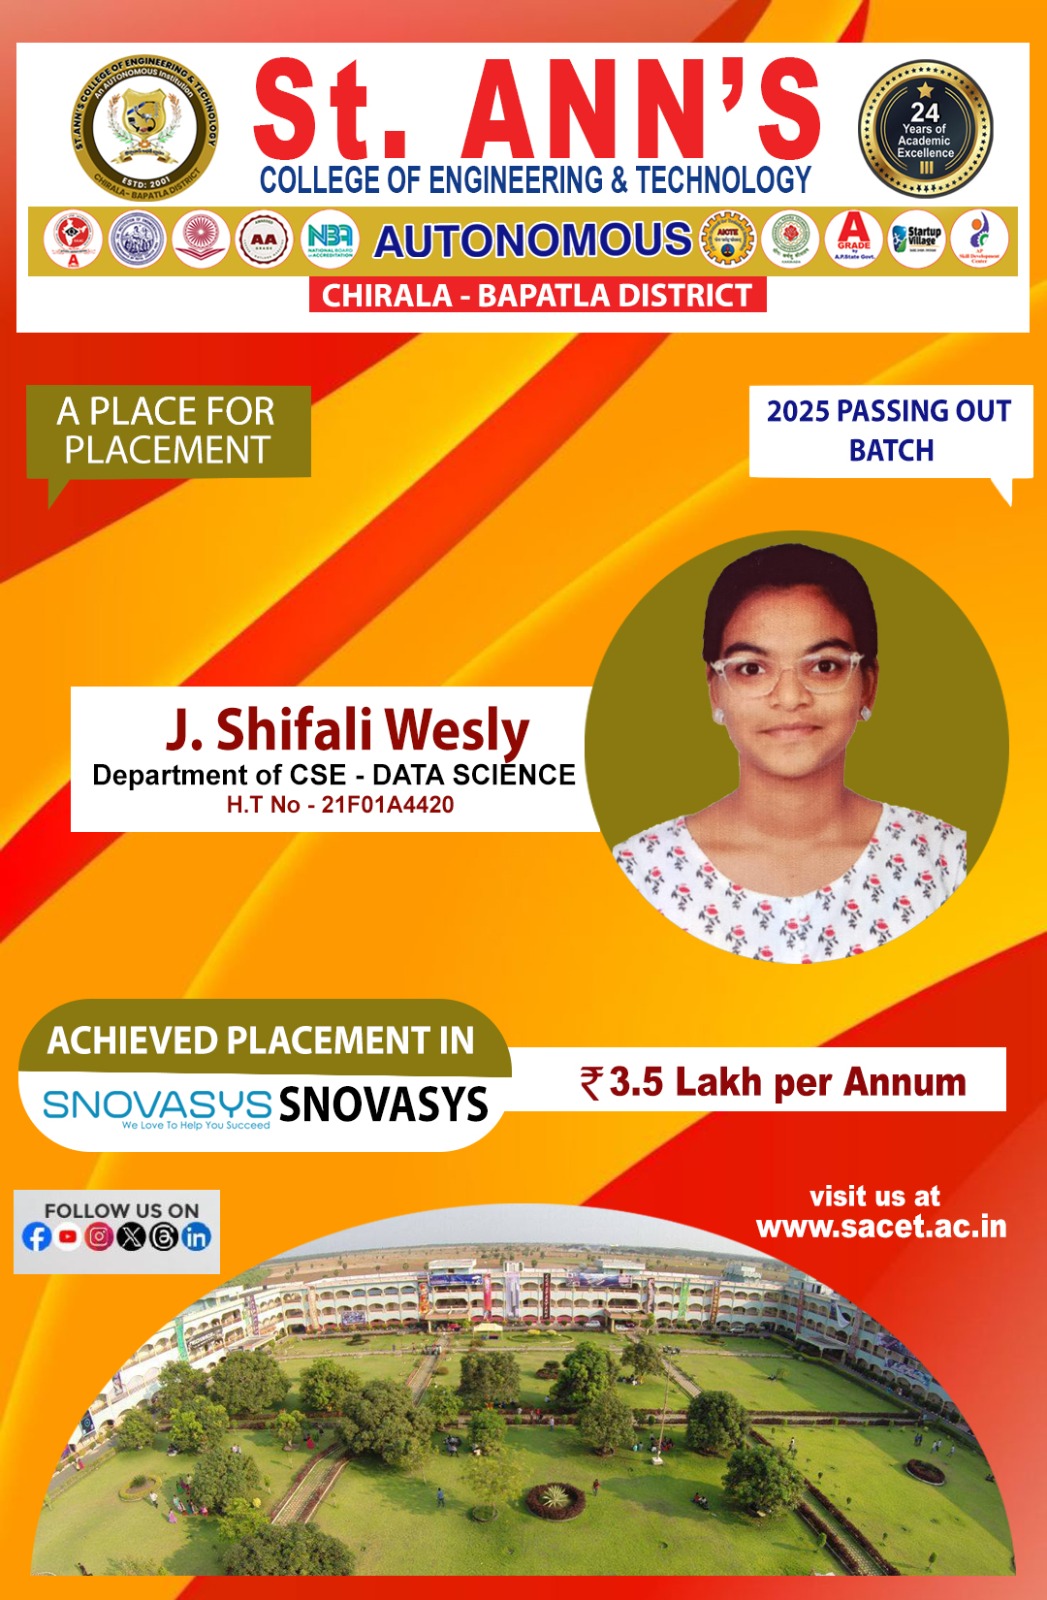 ST. ANN'S COLLEGE OF ENGINEERING & TECHNOLOGY
An AUTONOMOUS Institution
ESTD: 2001
CHIRALA - BAPATLA DISTRICT
St. ANN'S
COLLEGE OF ENGINEERING & TECHNOLOGY
24
Years of
Academic
Excellence
A
AA
NBA
NATIONAL BOARD
of ACCREDITATION
AUTONOMOUS
AICTE
A
GRADE
by
A.P.State Govt.
Startup
Village
Skill Development
Center
CHIRALA - BAPATLA DISTRICT
A PLACE FOR
PLACEMENT
2025 PASSING OUT
BATCH
J. Shifali Wesly
Department of CSE - DATA SCIENCE
H.T No - 21F01A4420
ACHIEVED PLACEMENT IN
SNOVASYS SNOVASYS
We Love To Help You Succeed
₹ 3.5 Lakh per Annum
FOLLOW US ON
visit us at
www.sacet.ac.in